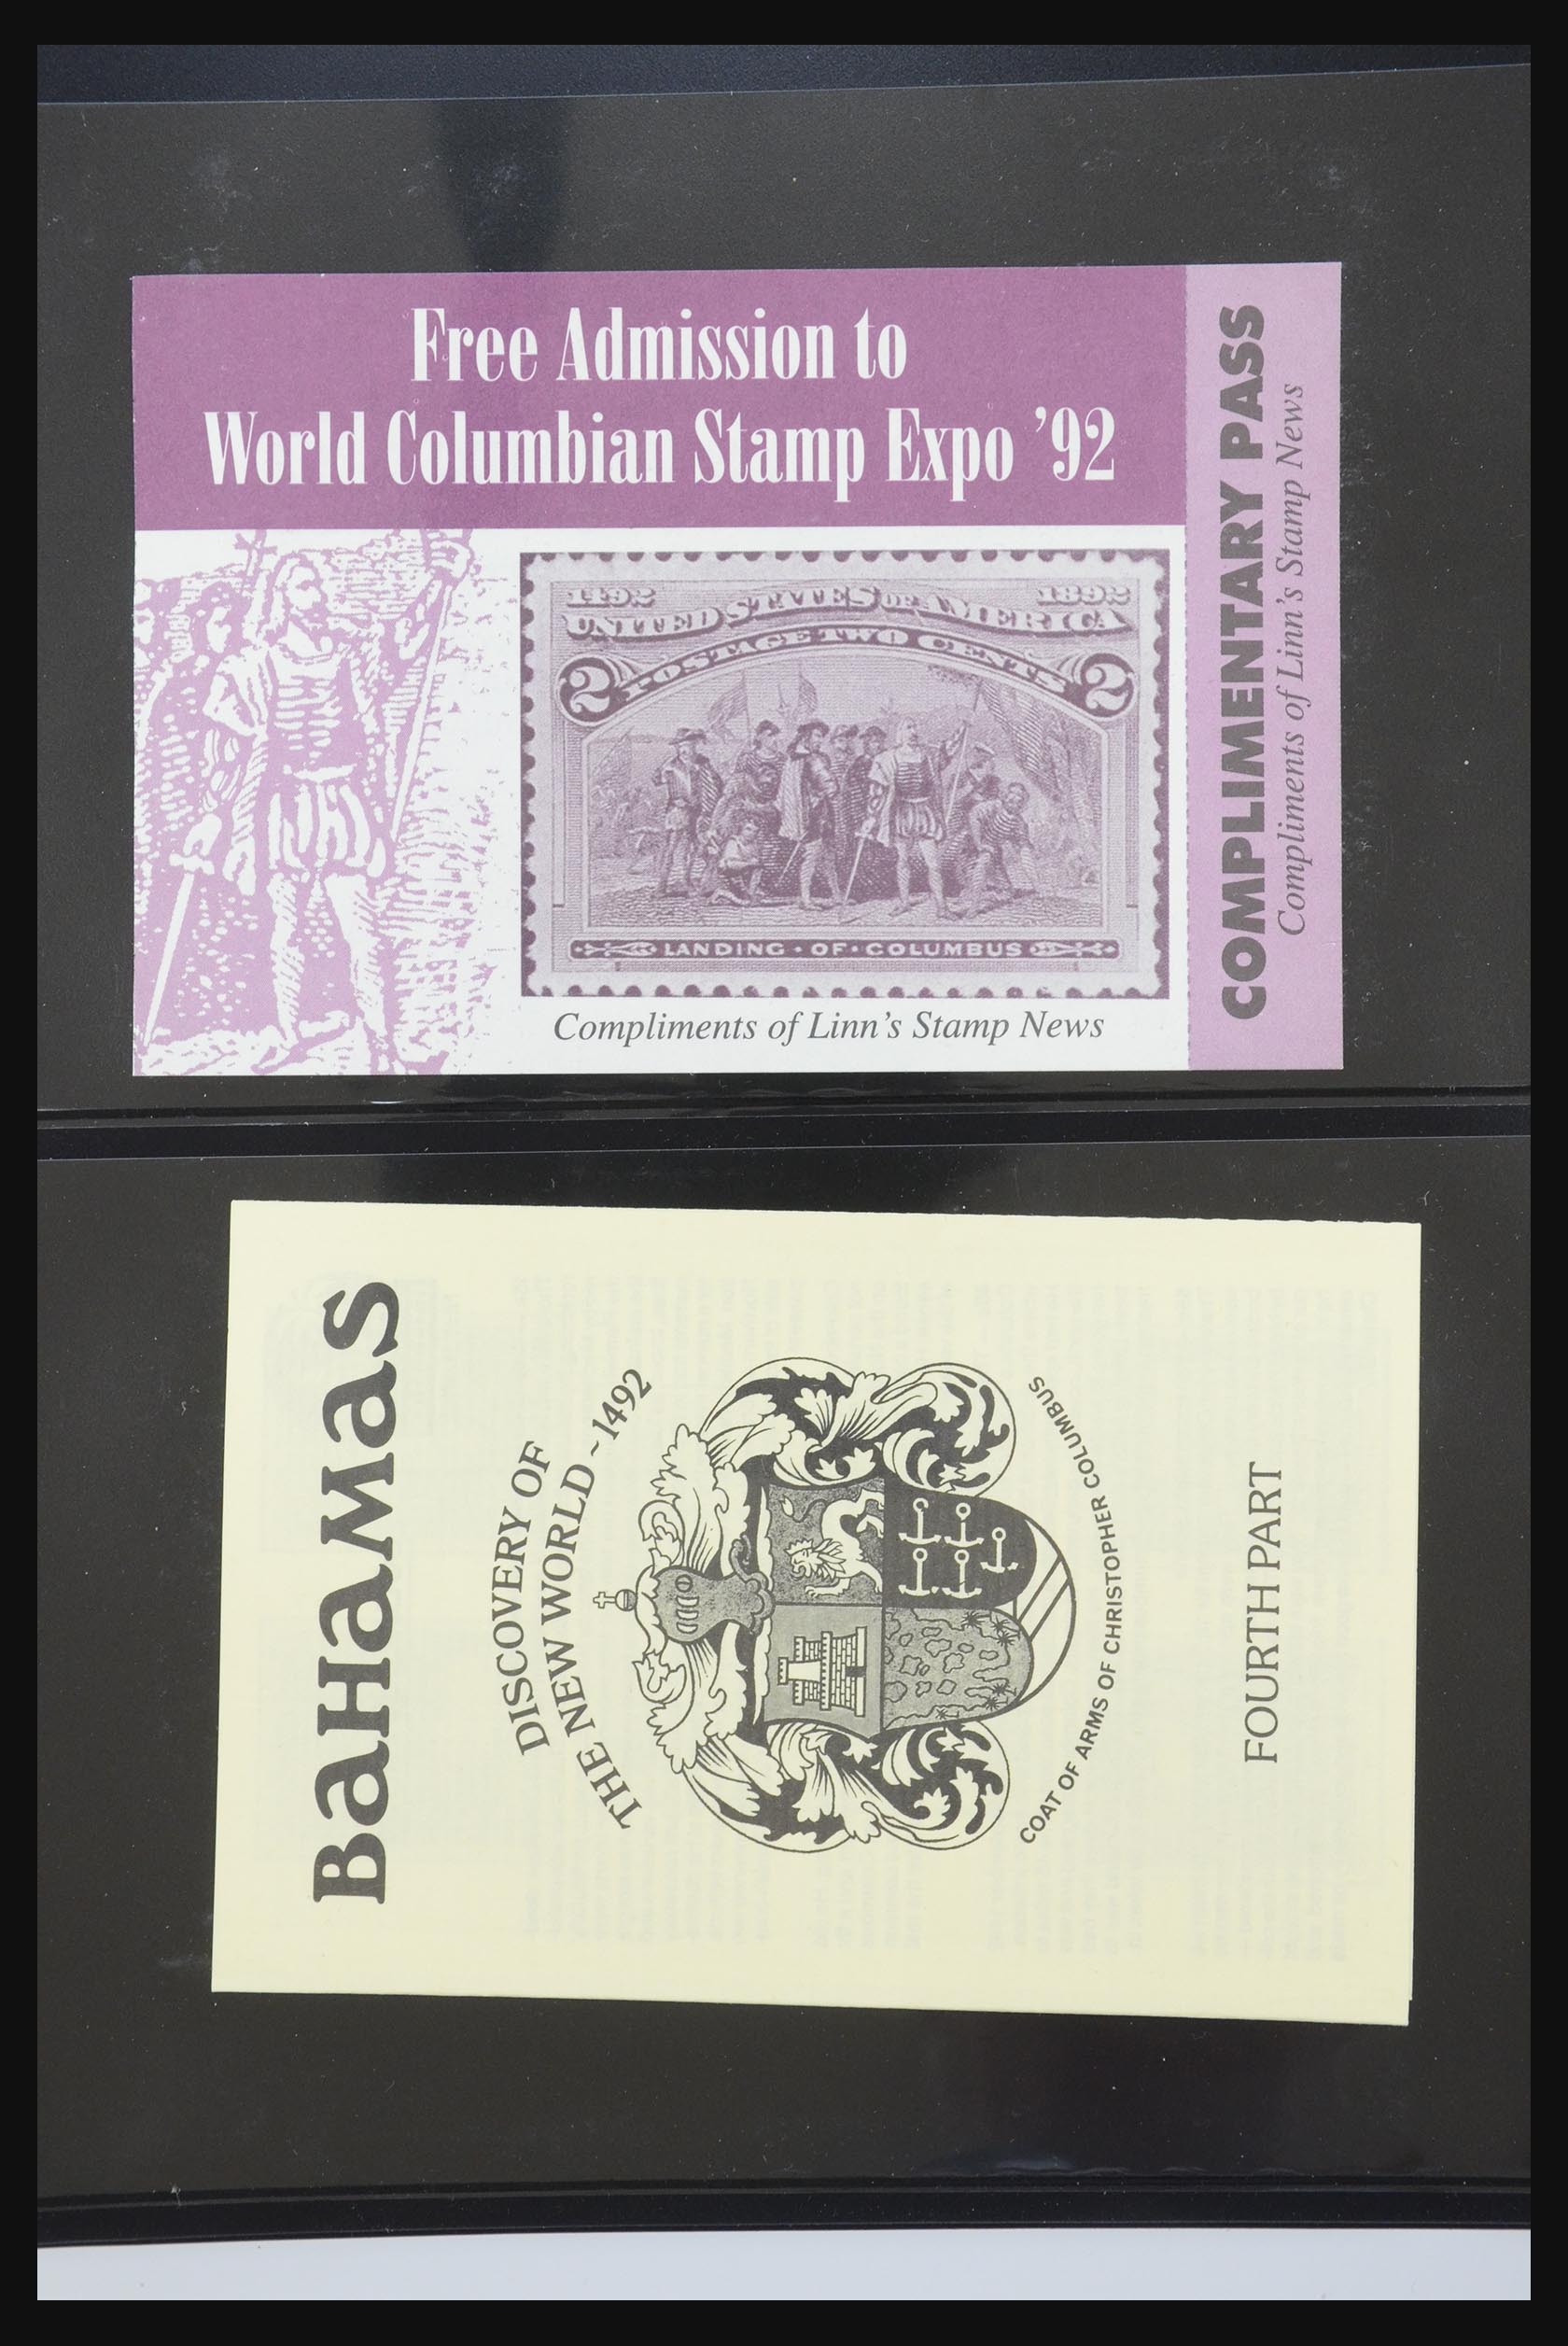 Free Admission to
World Columbian Stamp Expo ’92
1492 1892
UNITED STATES OF AMERICA
POSTAGE TWO CENTS
2 2
LANDING · OF · COLUMBUS
Compliments of Linn’s Stamp News
COMPLIMENTARY PASS
Compliments of Linn’s Stamp News
BaHaMas
DISCOVERY OF
THE NEW WORLD ~ 1492
COAT OF ARMS OF CHRISTOPHER COLUMBUS
FOURTH PART